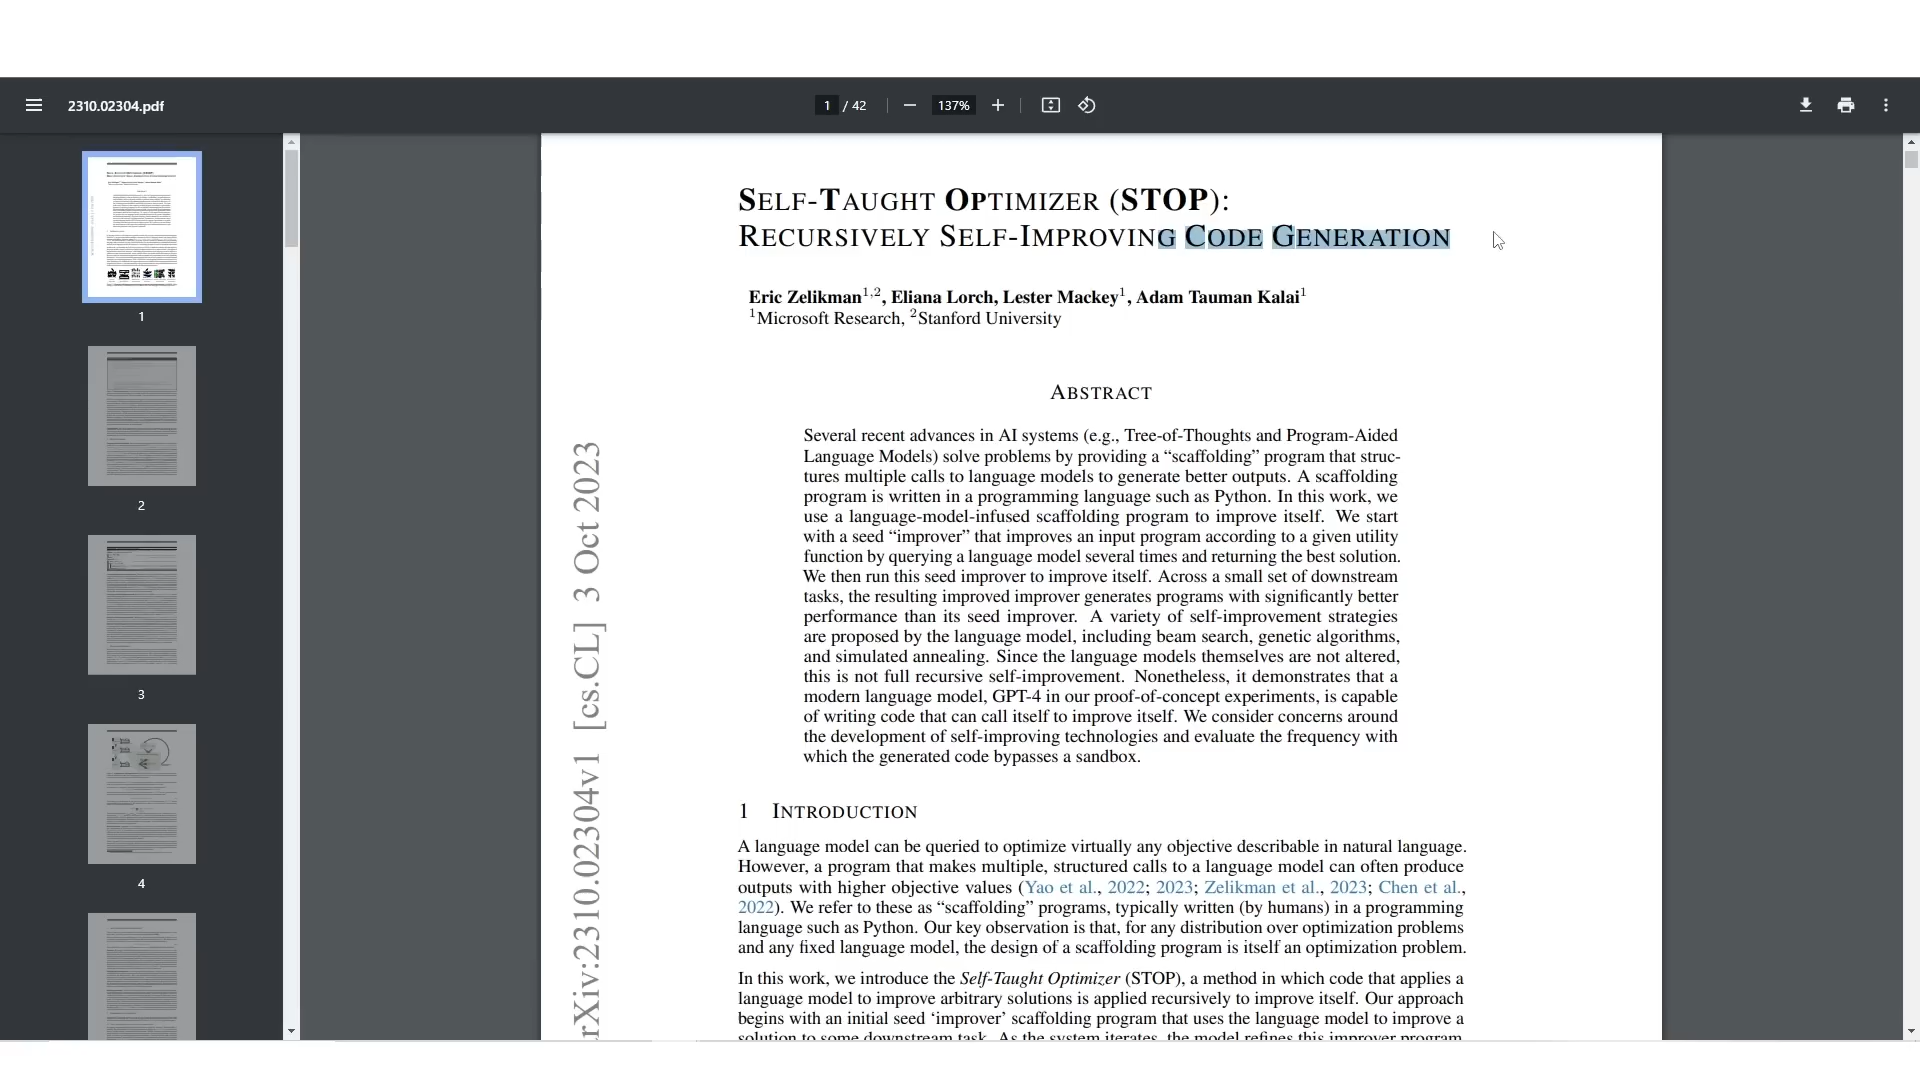 2310.02304.pdf
1 / 42
137%
1
2
3
4
SELF-TAUGHT OPTIMIZER (STOP):
RECURSIVELY SELF-IMPROVING CODE GENERATION
Eric Zelikman1,2, Eliana Lorch, Lester Mackey1, Adam Tauman Kalai1
1Microsoft Research, 2Stanford University
ABSTRACT
Several recent advances in AI systems (e.g., Tree-of-Thoughts and Program-Aided
Language Models) solve problems by providing a “scaffolding” program that struc-
tures multiple calls to language models to generate better outputs. A scaffolding
program is written in a programming language such as Python. In this work, we
use a language-model-infused scaffolding program to improve itself. We start
with a seed “improver” that improves an input program according to a given utility
function by querying a language model several times and returning the best solution.
We then run this seed improver to improve itself. Across a small set of downstream
tasks, the resulting improved improver generates programs with significantly better
performance than its seed improver. A variety of self-improvement strategies
are proposed by the language model, including beam search, genetic algorithms,
and simulated annealing. Since the language models themselves are not altered,
this is not full recursive self-improvement. Nonetheless, it demonstrates that a
modern language model, GPT-4 in our proof-of-concept experiments, is capable
of writing code that can call itself to improve itself. We consider concerns around
the development of self-improving technologies and evaluate the frequency with
which the generated code bypasses a sandbox.
rXiv:2310.02304v1 [cs.CL] 3 Oct 2023
1 INTRODUCTION
A language model can be queried to optimize virtually any objective describable in natural language.
However, a program that makes multiple, structured calls to a language model can often produce
outputs with higher objective values (Yao et al., 2022; 2023; Zelikman et al., 2023; Chen et al.,
2022). We refer to these as “scaffolding” programs, typically written (by humans) in a programming
language such as Python. Our key observation is that, for any distribution over optimization problems
and any fixed language model, the design of a scaffolding program is itself an optimization problem.
In this work, we introduce the Self-Taught Optimizer (STOP), a method in which code that applies a
language model to improve arbitrary solutions is applied recursively to improve itself. Our approach
begins with an initial seed ‘improver’ scaffolding program that uses the language model to improve a
solution to some downstream task. As the system iterates, the model refines this improver program.